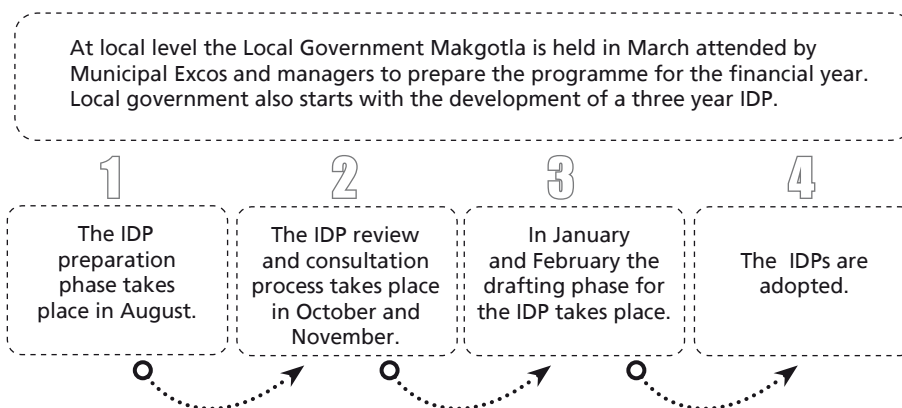 At local level the Local Government Makgotla is held in March attended by
Municipal Excos and managers to prepare the programme for the financial year.
Local government also starts with the development of a three year IDP.
1
The IDP
preparation
phase takes
place in August.
2
The IDP review
and consultation
process takes place
in October and
November.
3
In January
and February the
drafting phase for
the IDP takes place.
4
The IDPs are
adopted.